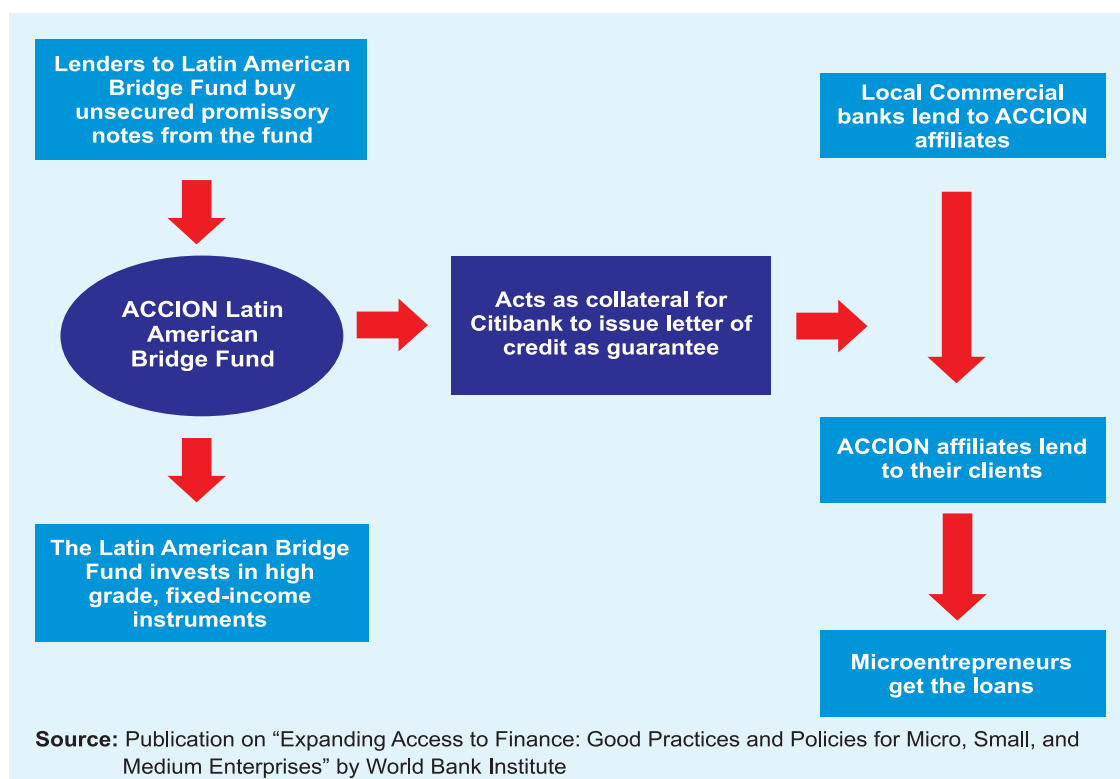 Lenders to Latin American
Bridge Fund buy
unsecured promissory
notes from the fund
ACCION Latin
American
Bridge Fund
The Latin American Bridge
Fund invests in high
grade, fixed-income
instruments
Acts as collateral for
Citibank to issue letter of
credit as guarantee
Local Commercial
banks lend to ACCION
affiliates
ACCION affiliates lend
to their clients
Microentrepreneurs
get the loans
Source: Publication on “Expanding Access to Finance: Good Practices and Policies for Micro, Small, and
Medium Enterprises” by World Bank Institute